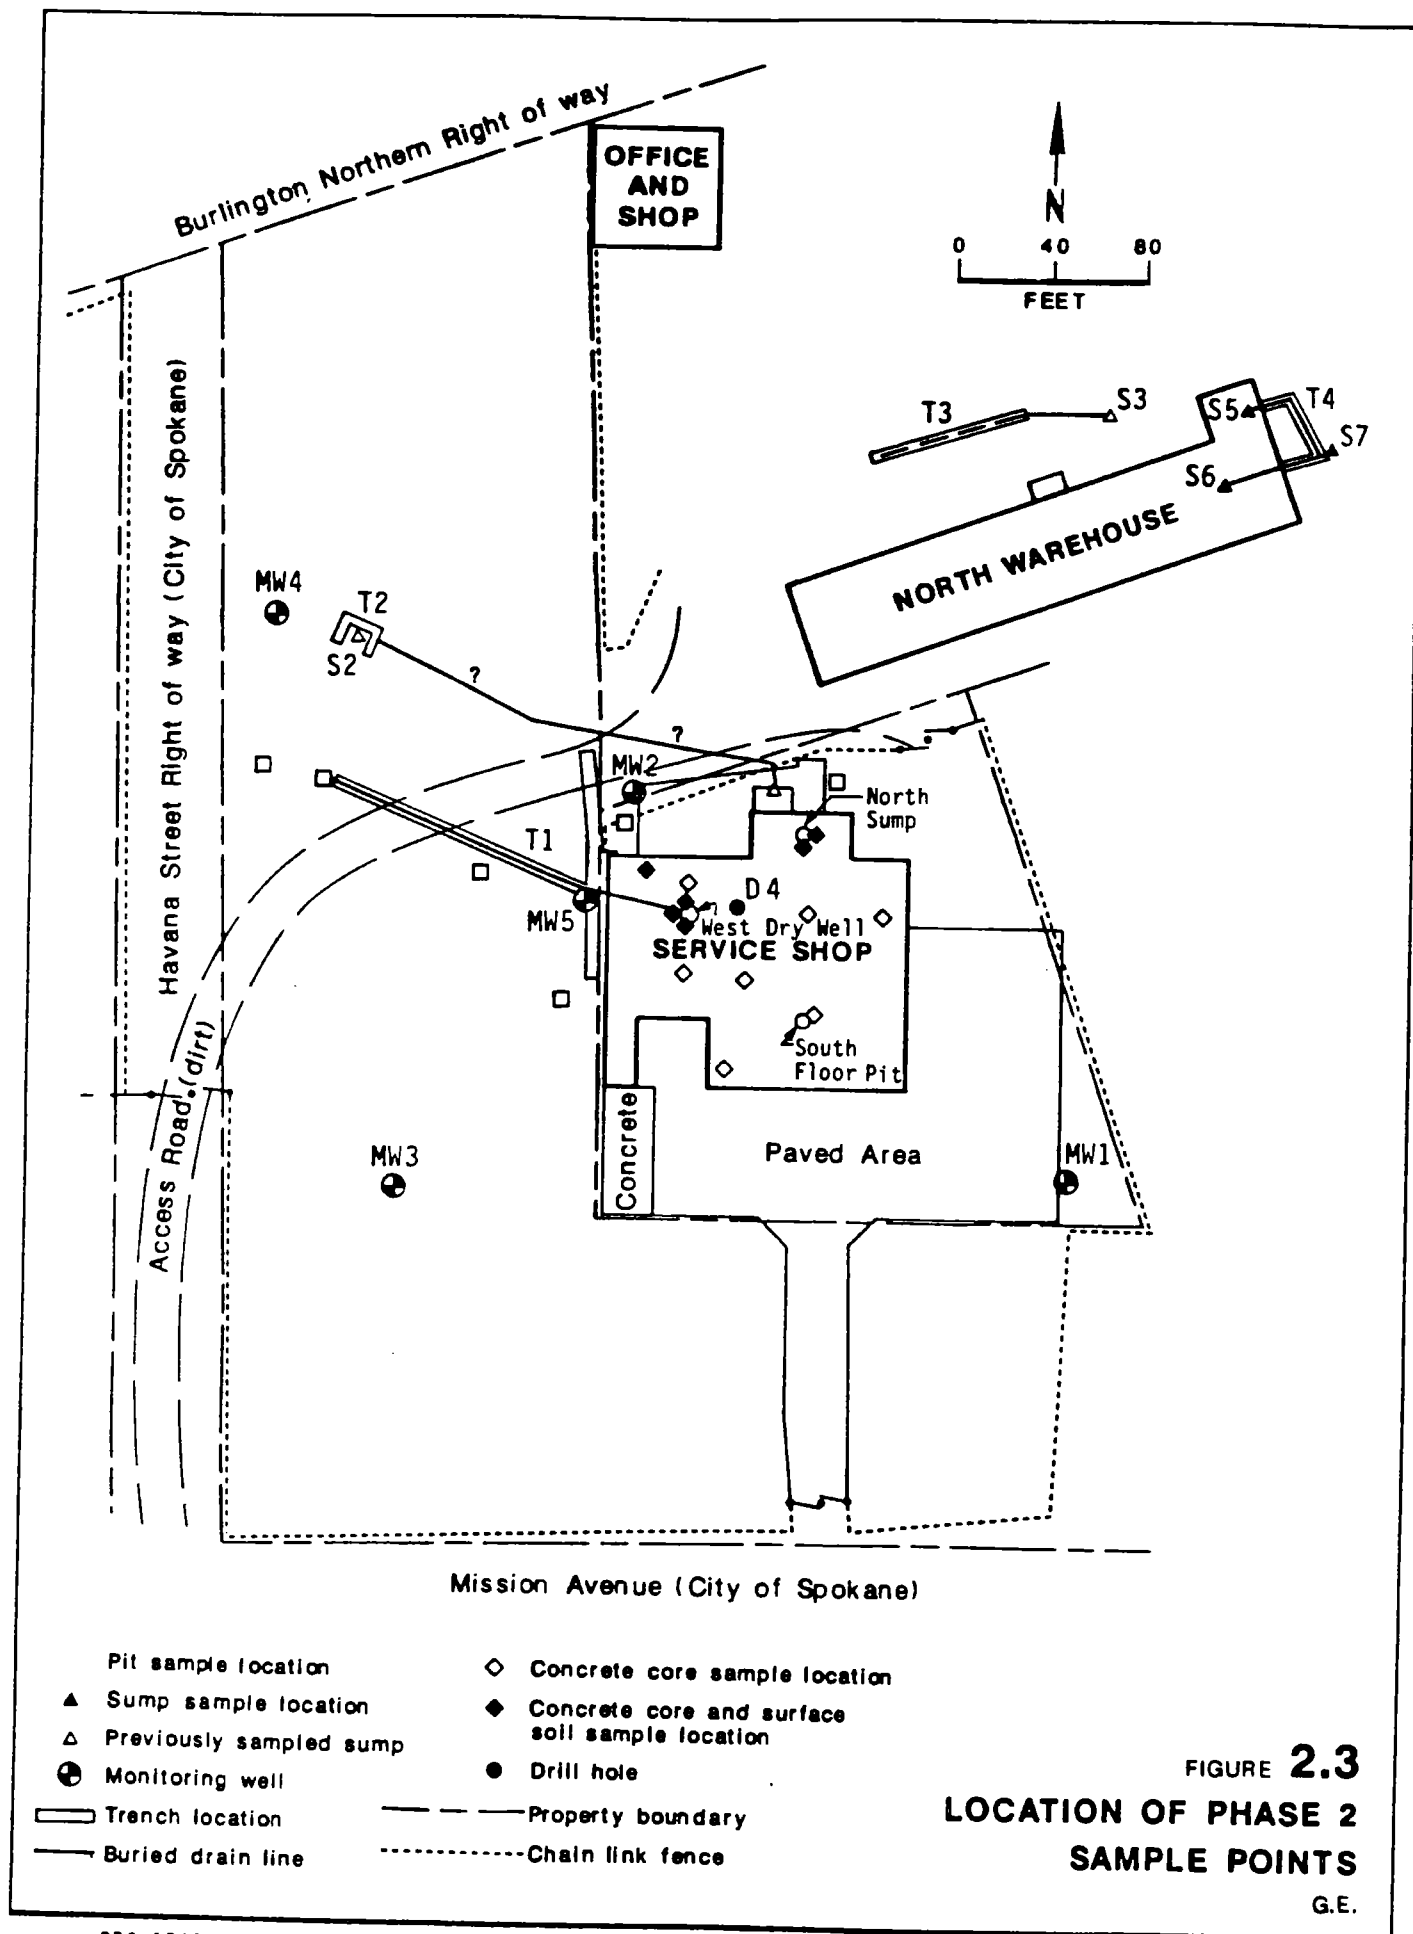 Burlington Northern Right of way
OFFICE
AND
SHOP
N
0 40 80
FEET
Havana Street Right of way (City of Spokane)
T3
S3
S5
T4
S7
S6
NORTH WAREHOUSE
MW4
T2
S2
?
?
MW2
North
Sump
T1
D4
MW5
West Dry Well
SERVICE SHOP
South
Floor Pit
Access Road (dirt)
Concrete
Paved Area
MW3
MW1
Mission Avenue (City of Spokane)
Pit sample location
Sump sample location
Previously sampled sump
Monitoring well
Trench location
Buried drain line
Concrete core sample location
Concrete core and surface
soil sample location
Drill hole
Property boundary
Chain link fence
FIGURE 2.3
LOCATION OF PHASE 2
SAMPLE POINTS
G.E.